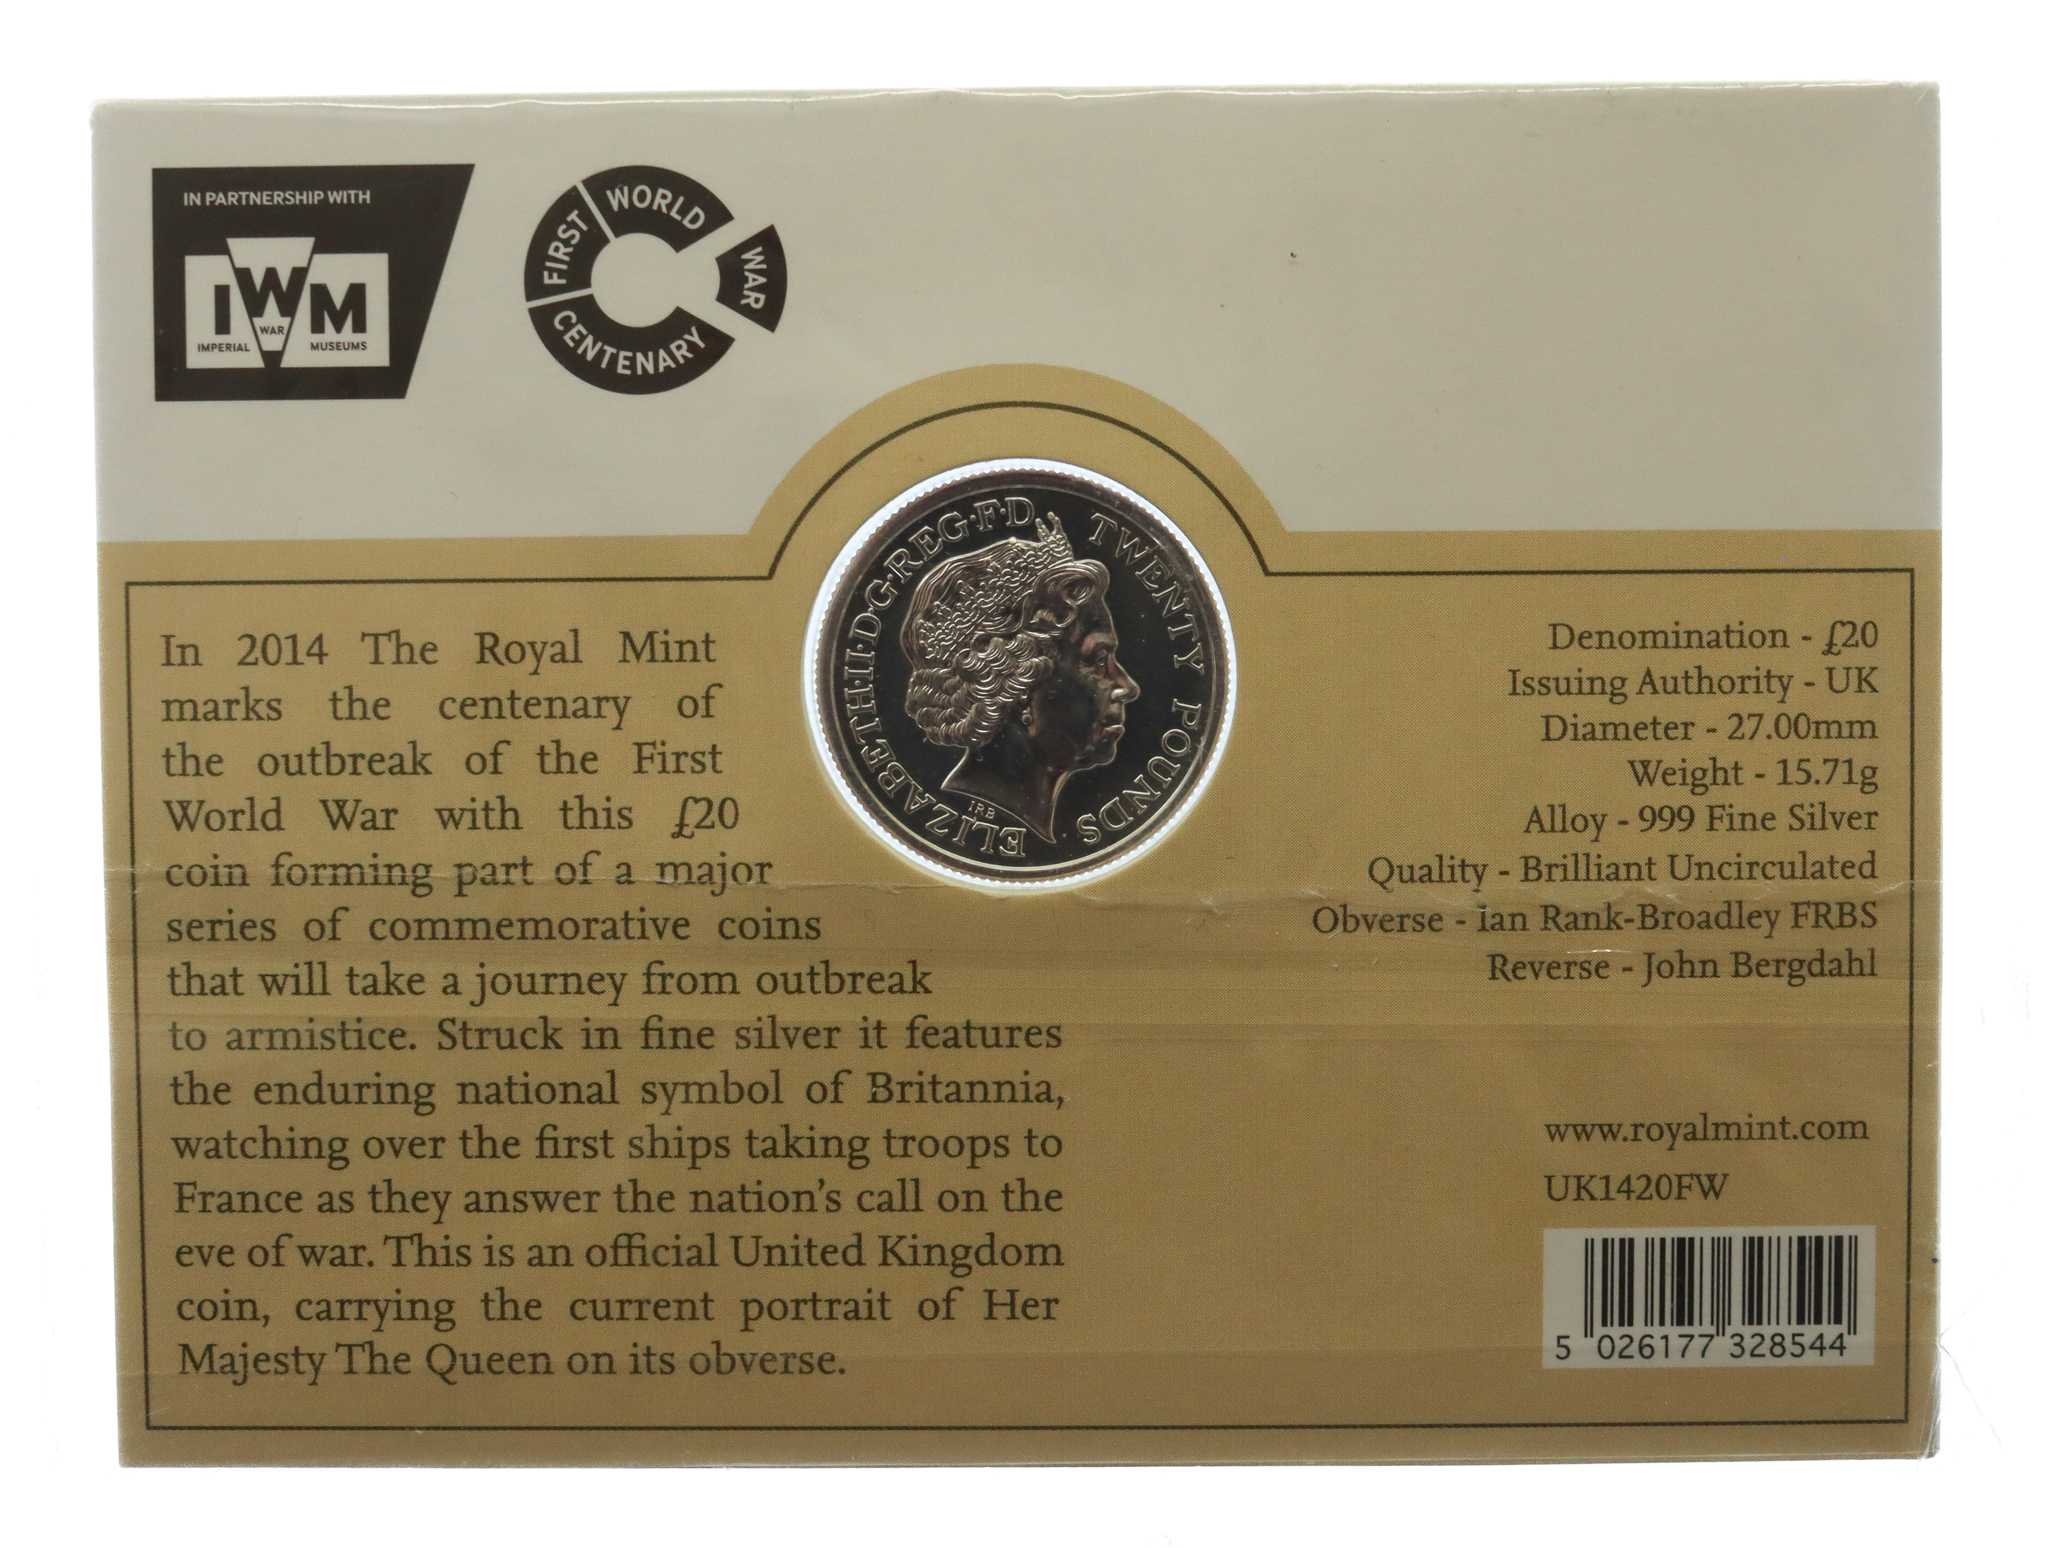 IN PARTNERSHIP WITH
IWM
IMPERIAL WAR MUSEUMS
FIRST WORLD WAR CENTENARY
ELIZABETH·II·D·G·REG·F·D TWENTY POUNDS
IRB
In 2014 The Royal Mint
marks the centenary of
the outbreak of the First
World War with this £20
coin forming part of a major
series of commemorative coins
that will take a journey from outbreak
to armistice. Struck in fine silver it features
the enduring national symbol of Britannia,
watching over the first ships taking troops to
France as they answer the nation's call on the
eve of war. This is an official United Kingdom
coin, carrying the current portrait of Her
Majesty The Queen on its obverse.
Denomination - £20
Issuing Authority - UK
Diameter - 27.00mm
Weight - 15.71g
Alloy - 999 Fine Silver
Quality - Brilliant Uncirculated
Obverse - Ian Rank-Broadley FRBS
Reverse - John Bergdahl
www.royalmint.com
UK1420FW
5 026177 328544